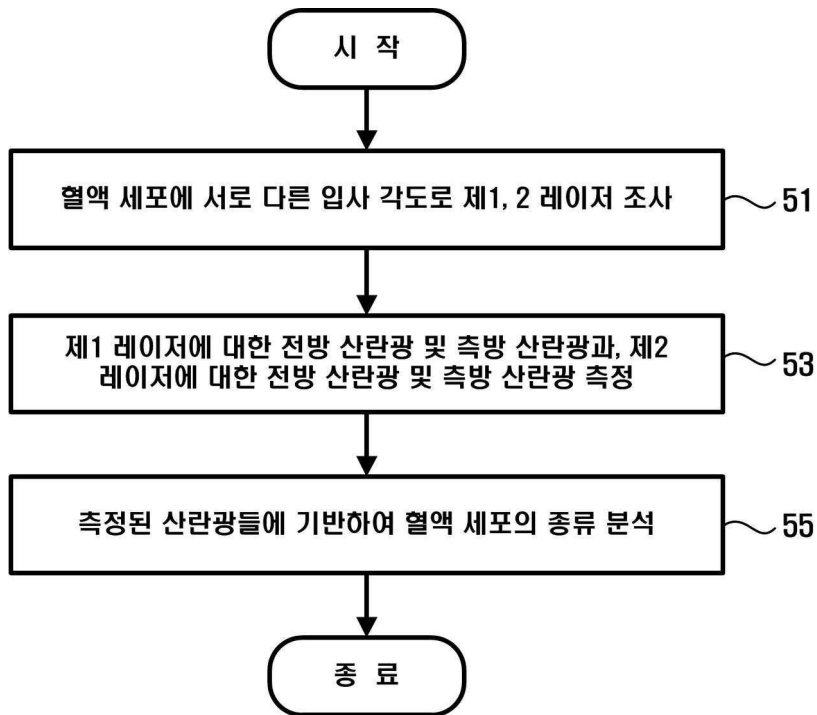 시 작
혈액 세포에 서로 다른 입사 각도로 제1, 2 레이저 조사
51
제1 레이저에 대한 전방 산란광 및 측방 산란광과, 제2
레이저에 대한 전방 산란광 및 측방 산란광 측정
53
측정된 산란광들에 기반하여 혈액 세포의 종류 분석
55
종 료